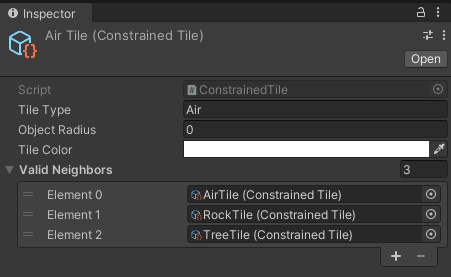 Inspector
Air Tile (Constrained Tile)
Open
Script ConstrainedTile
Tile Type Air
Object Radius 0
Tile Color
Valid Neighbors 3
Element 0 AirTile (Constrained Tile)
Element 1 RockTile (Constrained Tile)
Element 2 TreeTile (Constrained Tile)
+ −